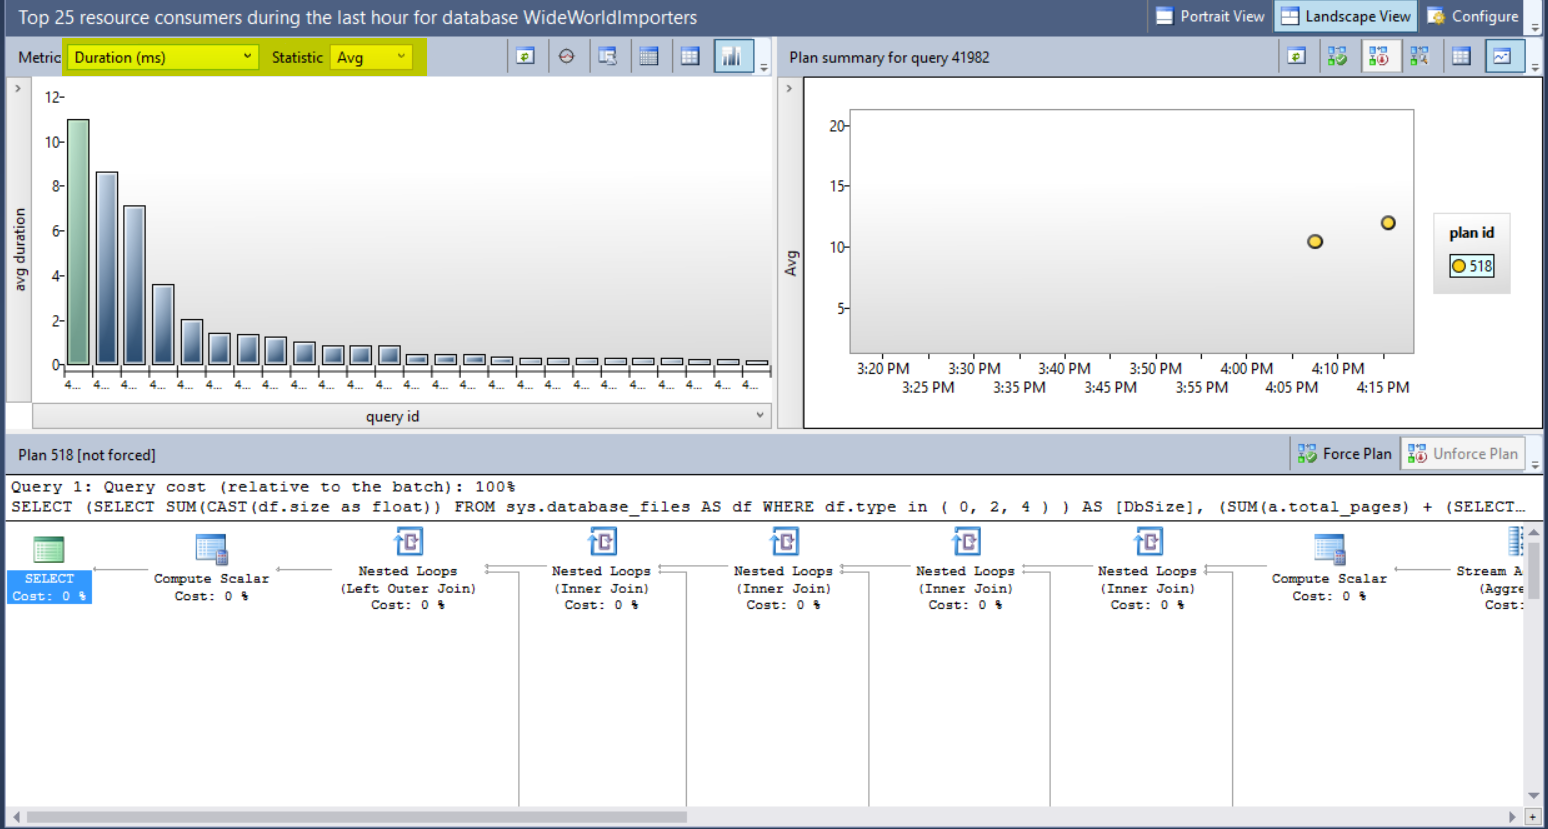 Top 25 resource consumers during the last hour for database WideWorldImporters
Portrait View
Landscape View
Configure
Metric Duration (ms) Statistic Avg
Plan summary for query 41982
avg duration
12
10
8
6
4
2
0
4... 4... 4... 4... 4... 4... 4... 4... 4... 4... 4... 4... 4... 4... 4... 4... 4... 4... 4... 4... 4... 4... 4... 4... 4...
query id
Avg
20
15
10
5
3:20 PM 3:30 PM 3:40 PM 3:50 PM 4:00 PM 4:10 PM
3:25 PM 3:35 PM 3:45 PM 3:55 PM 4:05 PM 4:15 PM
plan id
518
Plan 518 [not forced]
Force Plan
Unforce Plan
Query 1: Query cost (relative to the batch): 100%
SELECT (SELECT SUM(CAST(df.size as float)) FROM sys.database_files AS df WHERE df.type in ( 0, 2, 4 ) ) AS [DbSize], (SUM(a.total_pages) + (SELECT...
SELECT
Cost: 0 %
Compute Scalar
Cost: 0 %
Nested Loops
(Left Outer Join)
Cost: 0 %
Nested Loops
(Inner Join)
Cost: 0 %
Nested Loops
(Inner Join)
Cost: 0 %
Nested Loops
(Inner Join)
Cost: 0 %
Nested Loops
(Inner Join)
Cost: 0 %
Compute Scalar
Cost: 0 %
Stream A
(Aggre
Cost: